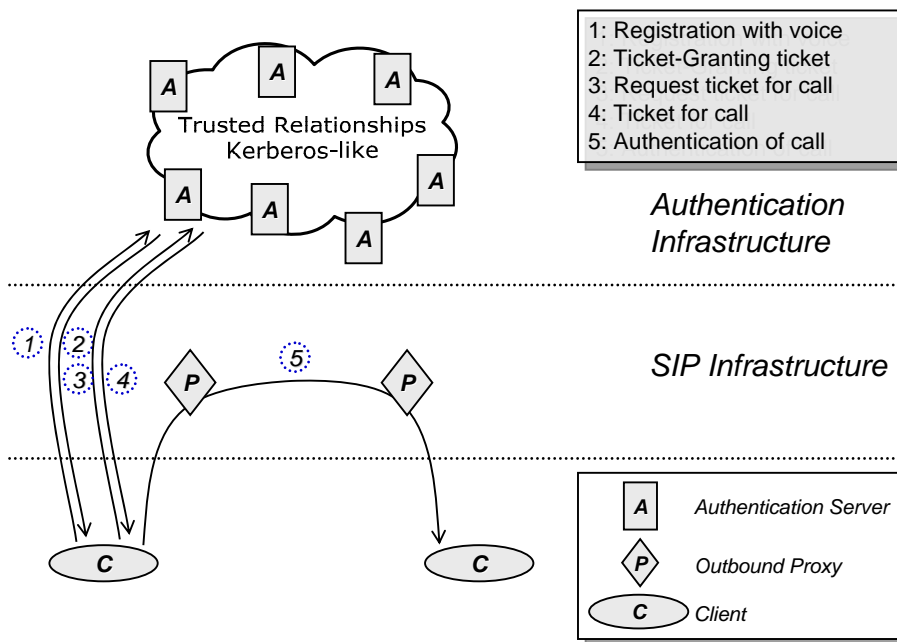 1: Registration with voice
2: Ticket-Granting ticket
3: Request ticket for call
4: Ticket for call
5: Authentication of call
A
A
A
Trusted Relationships
Kerberos-like
A
A
A
A
Authentication
Infrastructure
1
2
3
4
5
P
P
SIP Infrastructure
C
C
A Authentication Server
P Outbound Proxy
C Client